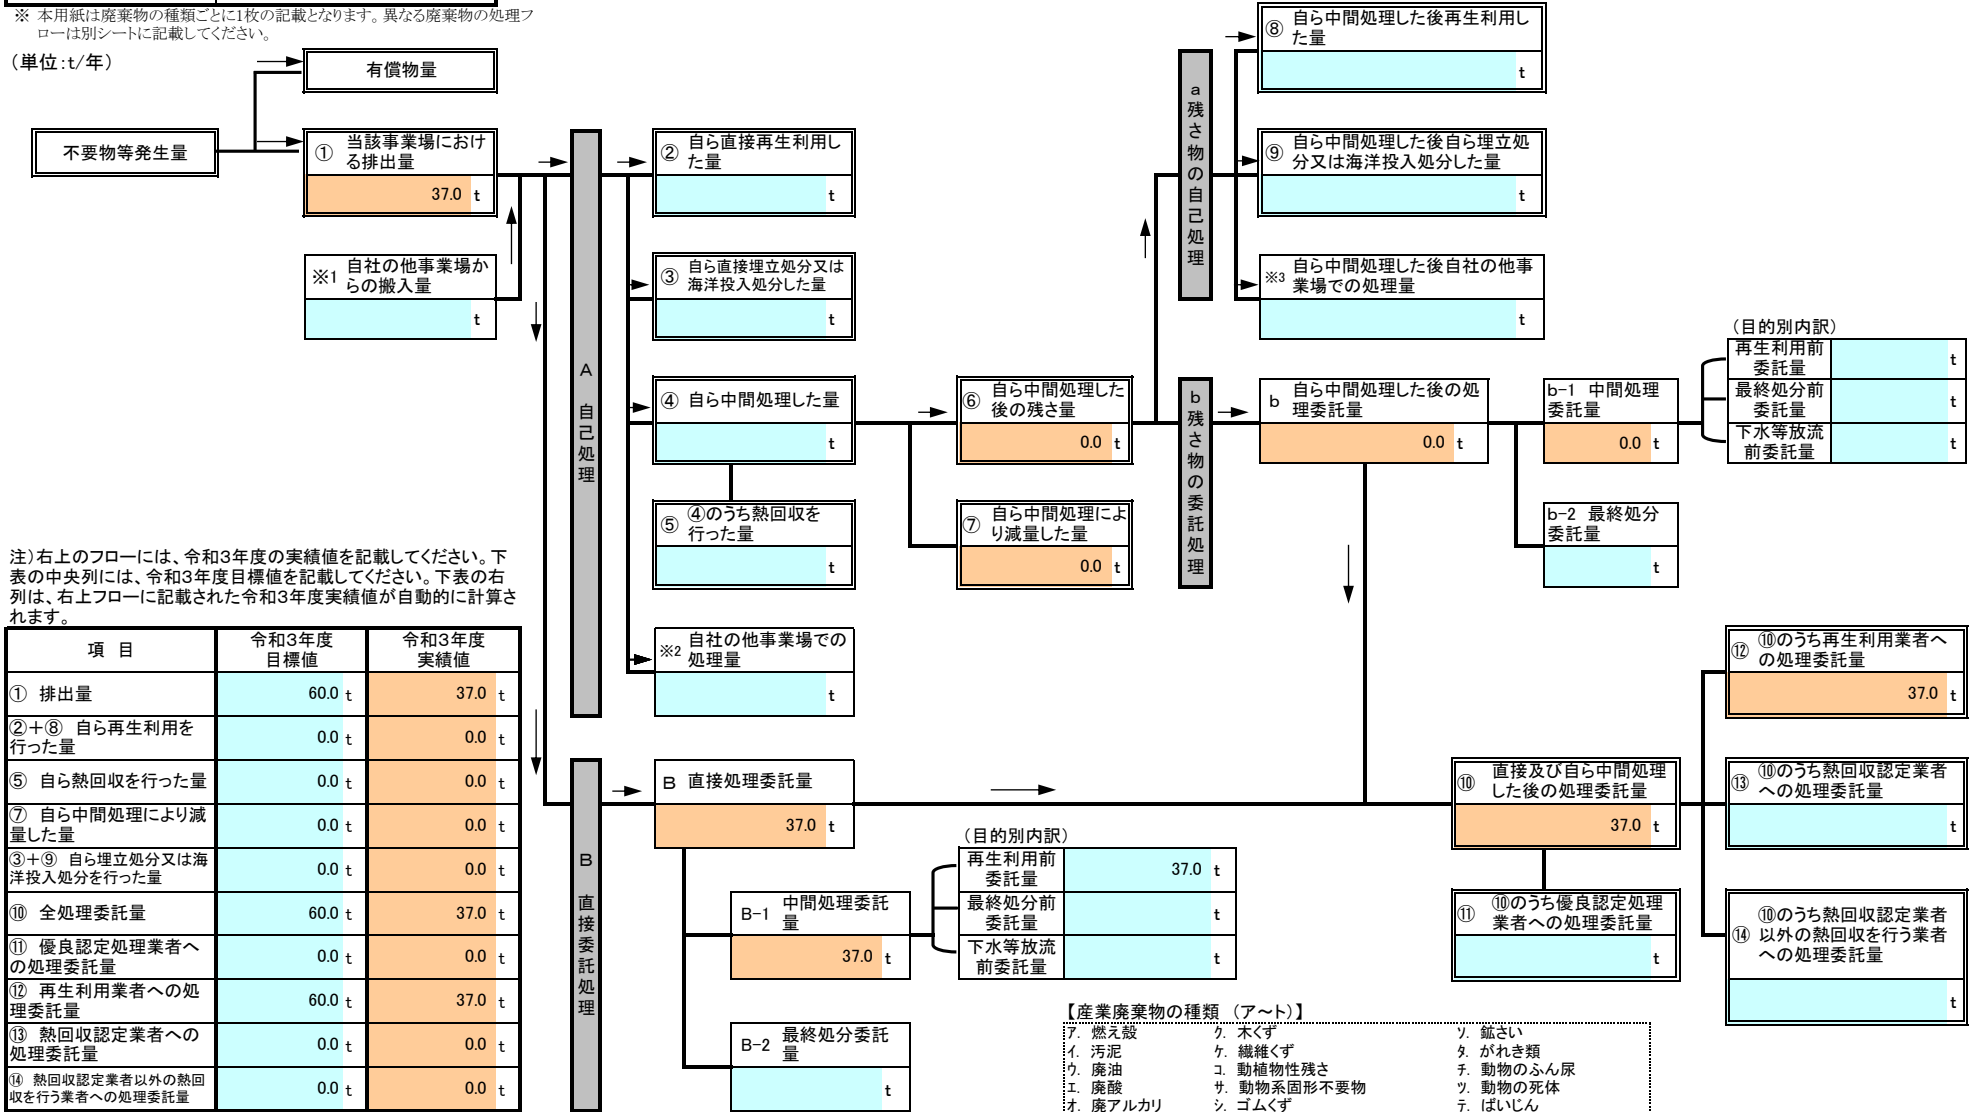 ※ 本用紙は廃棄物の種類ごとに1枚の記載となります。異なる廃棄物の処理フ
ローは別シートに記載してください。
（単位：t/年）
有償物量
不要物等発生量
① 当該事業場におけ
る排出量
37.0 t
※1 自社の他事業場か
らの搬入量
t
A 自己処理
② 自ら直接再生利用し
た量
t
③ 自ら直接埋立処分又は
海洋投入処分した量
t
④ 自ら中間処理した量
t
⑤ ④のうち熱回収を
行った量
t
※2 自社の他事業場での
処理量
t
⑥ 自ら中間処理した
後の残さ量
0.0 t
⑦ 自ら中間処理によ
り減量した量
0.0 t
a 残さ物の自己処理
⑧ 自ら中間処理した後再生利用し
た量
t
⑨ 自ら中間処理した後自ら埋立処
分又は海洋投入処分した量
t
※3 自ら中間処理した後自社の他事
業場での処理量
t
b 残さ物の委託処理
b 自ら中間処理した後の処
理委託量
0.0 t
b-1 中間処理
委託量
0.0 t
b-2 最終処分
委託量
t
（目的別内訳）
再生利用前
委託量
t
最終処分前
委託量
t
下水等放流
前委託量
t
注）右上のフローには、令和3年度の実績値を記載してください。下
表の中央列には、令和3年度目標値を記載してください。下表の右
列は、右上フローに記載された令和3年度実績値が自動的に計算さ
れます。
項 目 令和3年度
目標値 令和3年度
実績値
① 排出量 60.0 t 37.0 t
②＋⑧ 自ら再生利用を
行った量 0.0 t 0.0 t
⑤ 自ら熱回収を行った量 0.0 t 0.0 t
⑦ 自ら中間処理により減
量した量 0.0 t 0.0 t
③＋⑨ 自ら埋立処分又は海
洋投入処分を行った量 0.0 t 0.0 t
⑩ 全処理委託量 60.0 t 37.0 t
⑪ 優良認定処理業者へ
の処理委託量 0.0 t 0.0 t
⑫ 再生利用業者への処
理委託量 60.0 t 37.0 t
⑬ 熱回収認定業者への
処理委託量 0.0 t 0.0 t
⑭ 熱回収認定業者以外の熱回
収を行う業者への処理委託量 0.0 t 0.0 t
B 直接委託処理
B 直接処理委託量
37.0 t
B-1 中間処理委託
量
37.0 t
B-2 最終処分委託
量
t
（目的別内訳）
再生利用前
委託量
37.0 t
最終処分前
委託量
t
下水等放流
前委託量
t
⑩ 直接及び自ら中間処理
した後の処理委託量
37.0 t
⑪ ⑩のうち優良認定処理
業者への処理委託量
t
⑫ ⑩のうち再生利用業者へ
の処理委託量
37.0 t
⑬ ⑩のうち熱回収認定業者
への処理委託量
t
⑭ ⑩のうち熱回収認定業者
以外の熱回収を行う業者
への処理委託量
t
【産業廃棄物の種類 （ア～ト）】
ア. 燃え殻 ク. 木くず ソ. 鉱さい
イ. 汚泥 ケ. 繊維くず タ. がれき類
ウ. 廃油 コ. 動植物性残さ チ. 動物のふん尿
エ. 廃酸 サ. 動物系固形不要物 ツ. 動物の死体
オ. 廃アルカリ シ. ゴムくず テ. ばいじん